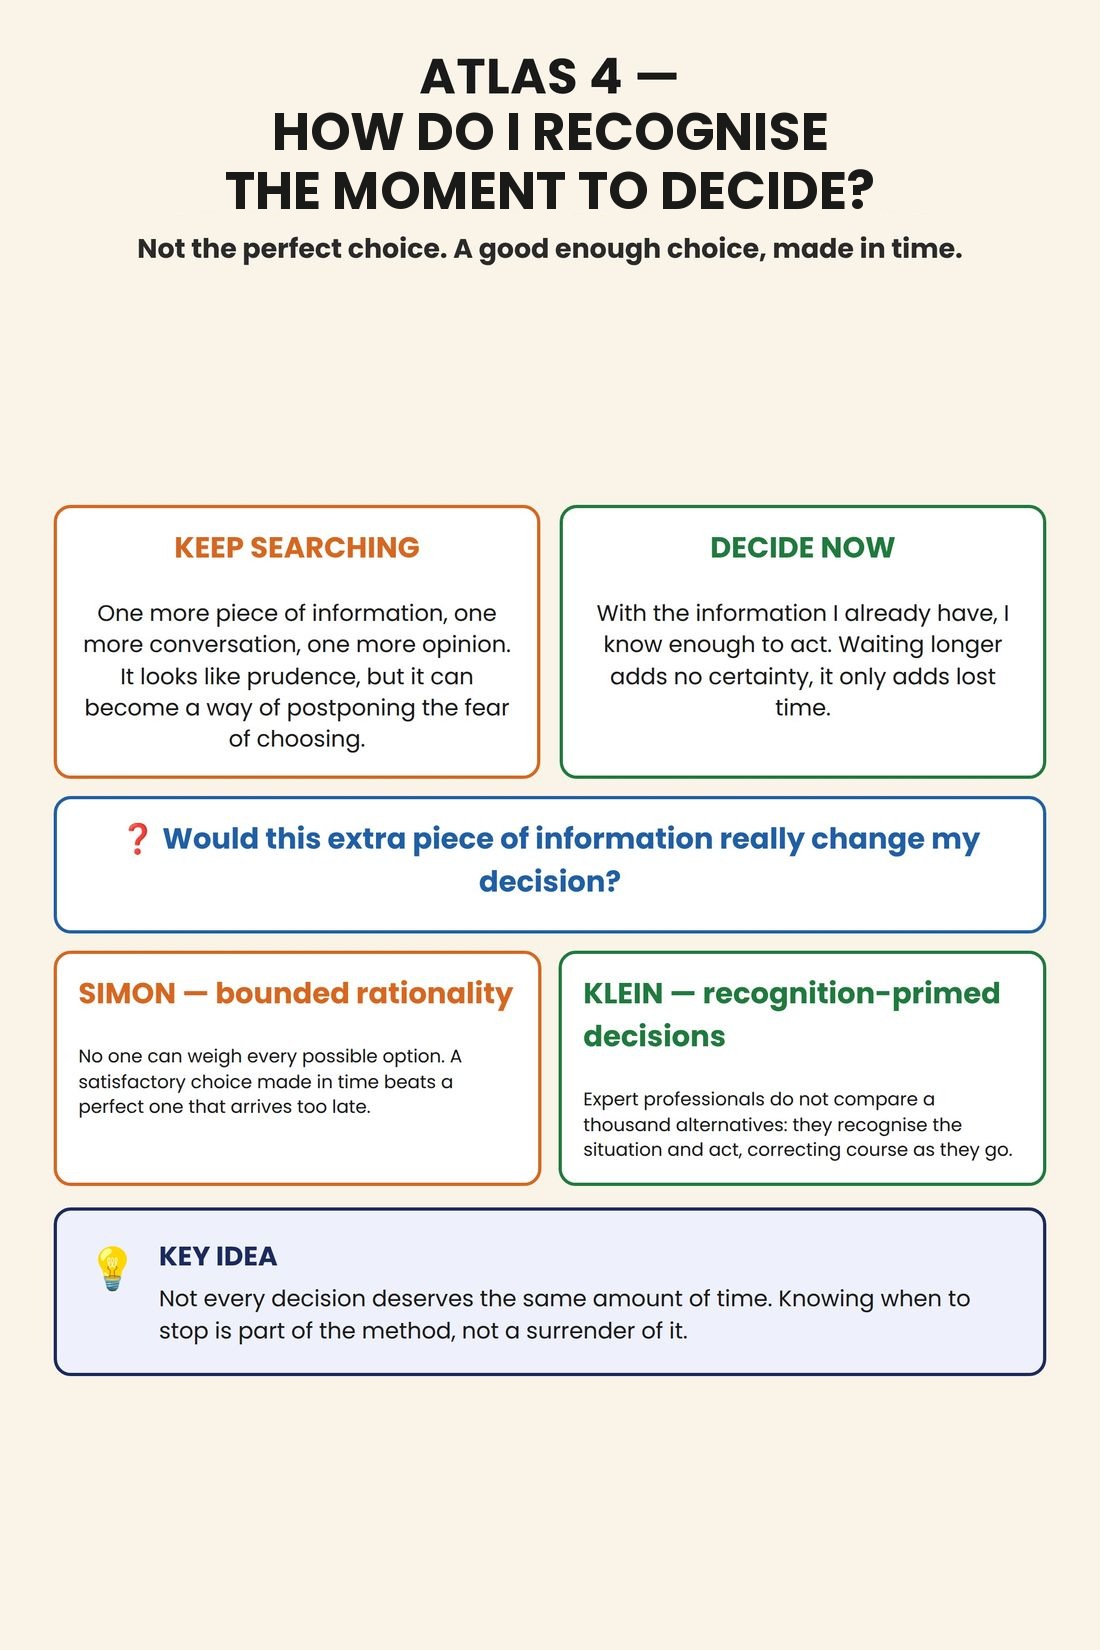 ATLAS 4 —
HOW DO I RECOGNISE
THE MOMENT TO DECIDE?
Not the perfect choice. A good enough choice, made in time.
KEEP SEARCHING
One more piece of information, one
more conversation, one more opinion.
It looks like prudence, but it can
become a way of postponing the fear
of choosing.
DECIDE NOW
With the information I already have, I
know enough to act. Waiting longer
adds no certainty, it only adds lost
time.
❓ Would this extra piece of information really change my
decision?
SIMON — bounded rationality
No one can weigh every possible option. A
satisfactory choice made in time beats a
perfect one that arrives too late.
KLEIN — recognition-primed
decisions
Expert professionals do not compare a
thousand alternatives: they recognise the
situation and act, correcting course as they go.
KEY IDEA
Not every decision deserves the same amount of time. Knowing when to
stop is part of the method, not a surrender of it.